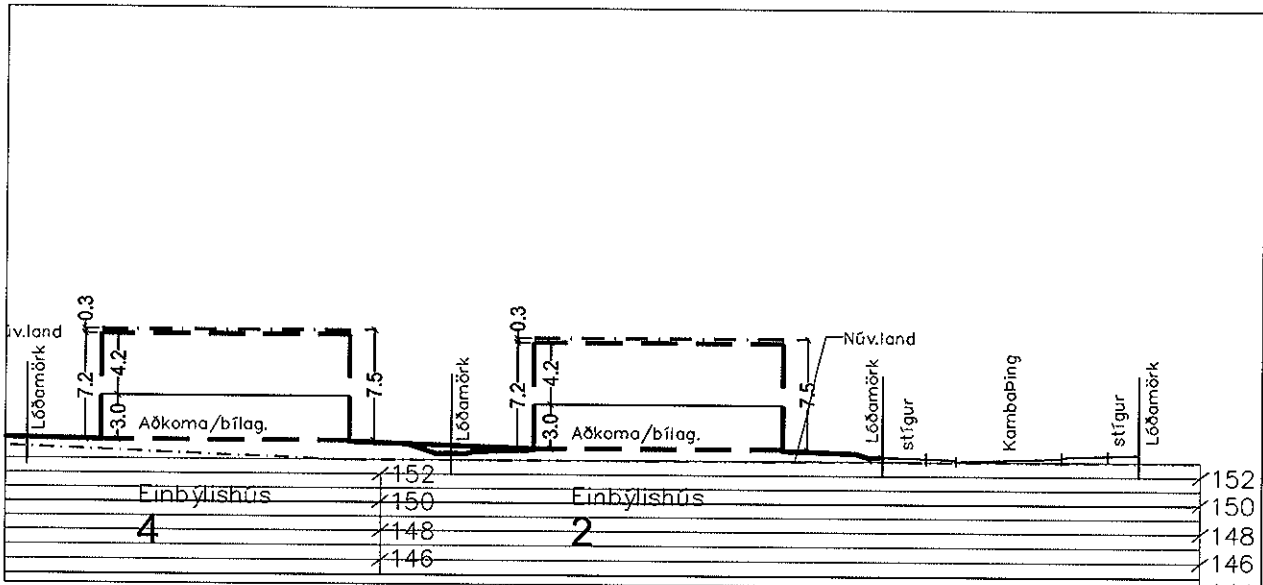 0.3
0.3
úv.land
Núv.land
Lóðamörk
7.2
4.2
3.0
7.5
Aðkoma/bílag.
Lóðamörk
7.2
4.2
3.0
7.5
Aðkoma/bílag.
Lóðamörk
stígur
Kambaþing
stígur
Lóðamörk
152
152
Einbýlishús
150
Einbýlishús
150
4
148
2
148
146
146